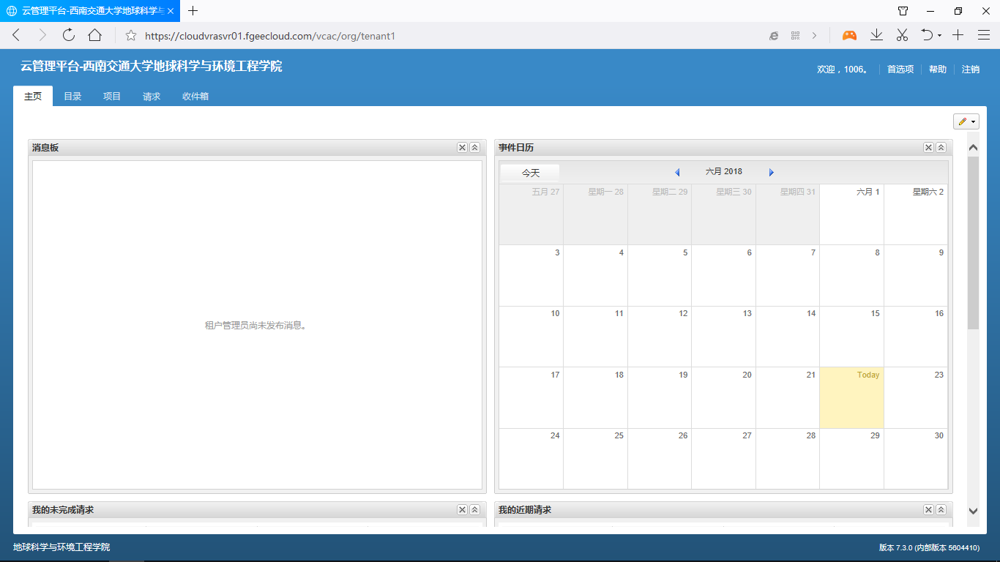 云管理平台-西南交通大学地球科学与
https://cloudvrasvr01.fgeecloud.com/vcac/org/tenant1
云管理平台-西南交通大学地球科学与环境工程学院
欢迎，1006。 首选项 帮助 注销
主页 目录 项目 请求 收件箱
消息板
租户管理员尚未发布消息。
事件日历
今天 六月 2018
五月 27 星期一 28 星期二 29 星期三 30 星期四 31 六月 1 星期六 2
3 4 5 6 7 8 9
10 11 12 13 14 15 16
17 18 19 20 21 Today 23
24 25 26 27 28 29 30
我的未完成请求
我的近期请求
地球科学与环境工程学院
版本 7.3.0 (内部版本 5604410)